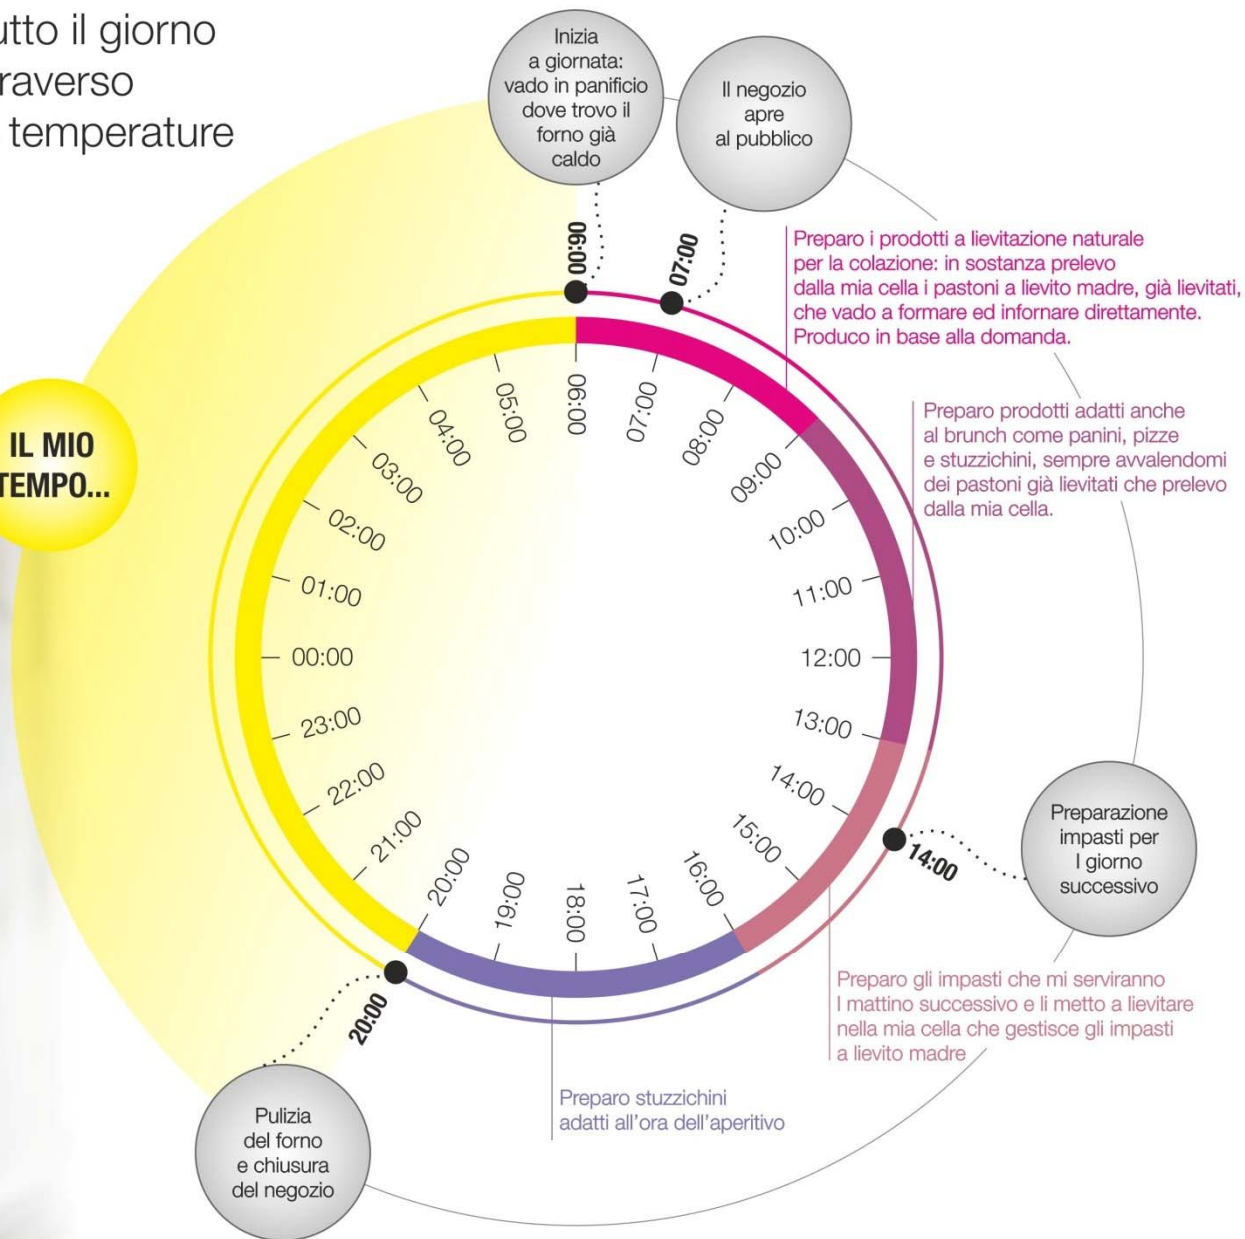 utto il giorno
raverso
temperature
Inizia
a giornata:
vado in panificio
dove trovo il
forno già
caldo
Il negozio
apre
al pubblico
06:00
07:00
Preparo i prodotti a lievitazione naturale
per la colazione: in sostanza prelevo
dalla mia cella i pastoni a lievito madre, già lievitati,
che vado a formare ed infornare direttamente.
Produco in base alla domanda.
Preparo prodotti adatti anche
al brunch come panini, pizze
e stuzzichini, sempre avvalendomi
dei pastoni già lievitati che prelevo
dalla mia cella.
IL MIO
TEMPO...
06:00
07:00
08:00
09:00
10:00
11:00
12:00
13:00
14:00
15:00
16:00
17:00
18:00
19:00
20:00
21:00
22:00
23:00
00:00
01:00
02:00
03:00
04:00
05:00
14:00
Preparazione
impasti per
l giorno
successivo
Preparo gli impasti che mi serviranno
l mattino successivo e li metto a lievitare
nella mia cella che gestisce gli impasti
a lievito madre
20:00
Preparo stuzzichini
adatti all'ora dell'aperitivo
Pulizia
del forno
e chiusura
del negozio